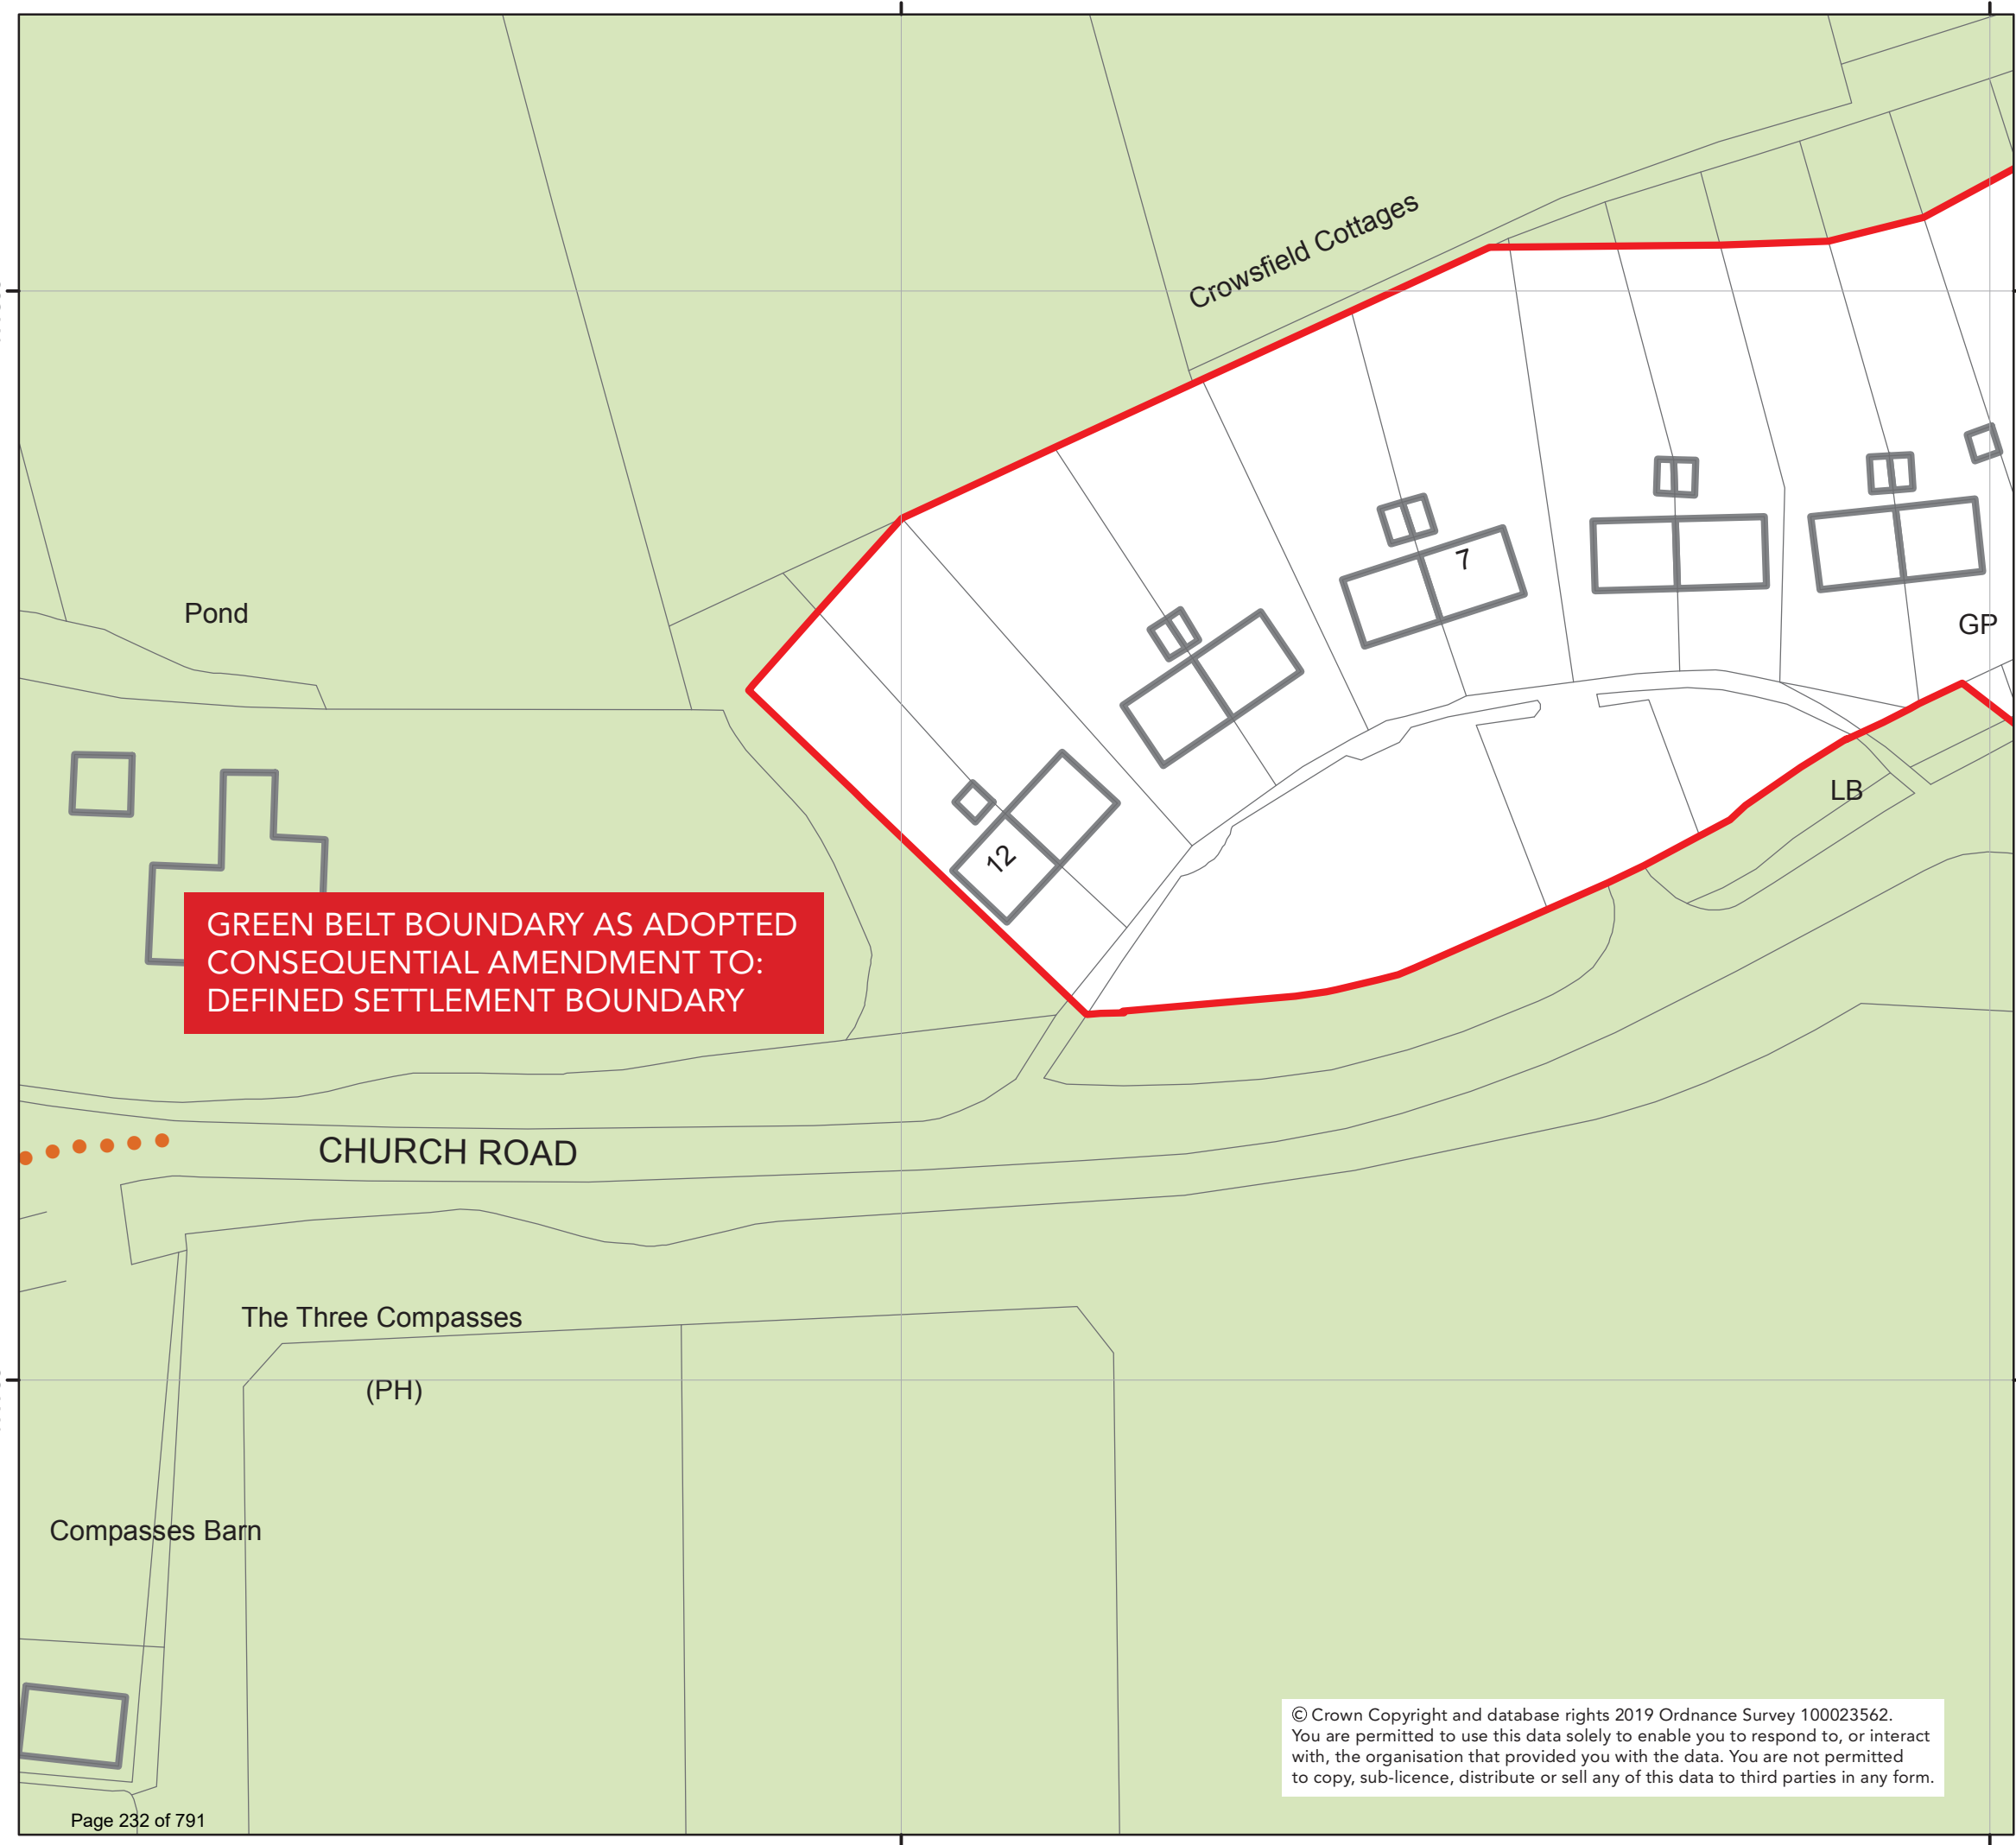 Crowsfield Cottages
Pond
7
GP
LB
12
GREEN BELT BOUNDARY AS ADOPTED
CONSEQUENTIAL AMENDMENT TO:
DEFINED SETTLEMENT BOUNDARY
CHURCH ROAD
The Three Compasses
(PH)
Compasses Barn
© Crown Copyright and database rights 2019 Ordnance Survey 100023562.
You are permitted to use this data solely to enable you to respond to, or interact
with, the organisation that provided you with the data. You are not permitted
to copy, sub-licence, distribute or sell any of this data to third parties in any form.
Page 232 of 791